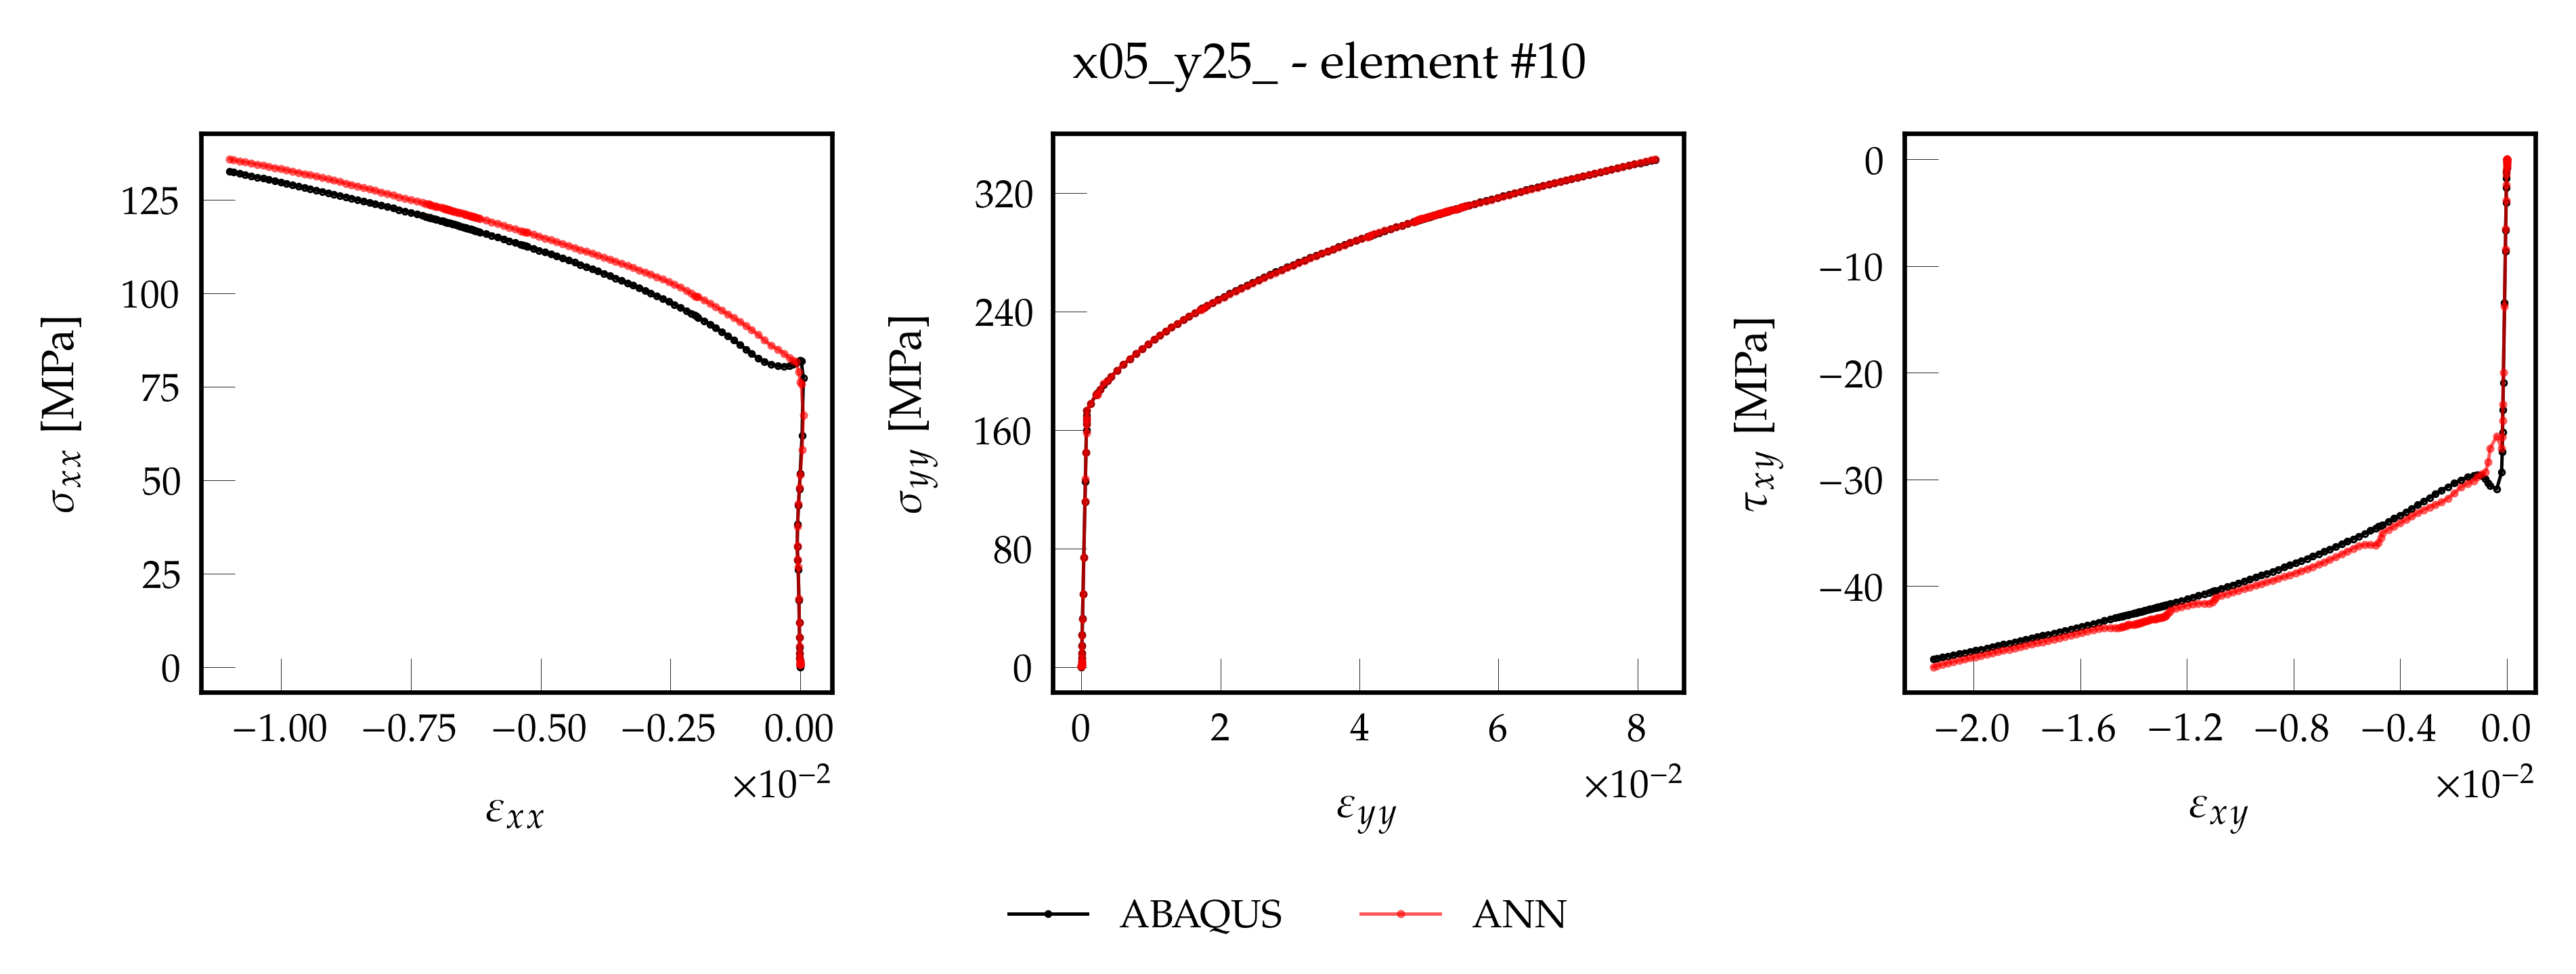 x05_y25_ - element #10
σxx [MPa]
125
100
75
50
25
0
−1.00 −0.75 −0.50 −0.25 0.00
×10−2
εxx
σyy [MPa]
320
240
160
80
0
0 2 4 6 8
×10−2
εyy
τxy [MPa]
0
−10
−20
−30
−40
−2.0 −1.6 −1.2 −0.8 −0.4 0.0
×10−2
εxy
ABAQUS ANN